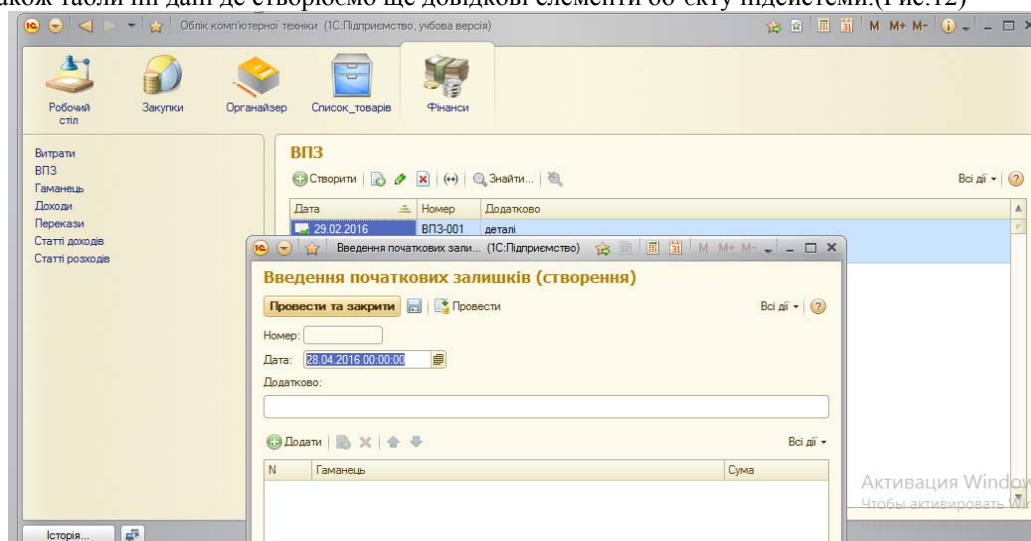 також табличні дані де створюємо ще довідкові елементи об'єкту підсистеми.(Рис.12)
Облік комп'ютерної техніки (1С:Підприємство, учбова версія)
M M+ M-
Робочий стіл
Закупки
Органайзер
Список_товарів
Фінанси
Витрати
ВПЗ
Гаманець
Доходи
Перекази
Статті доходів
Статті розходів
ВПЗ
Створити
Знайти...
Всі дії
Дата Номер Додатково
29.02.2016 ВПЗ-001 деталі
Введення початкових зали... (1С:Підприємство)
M M+ M-
Введення початкових залишків (створення)
Провести та закрити
Провести
Всі дії
Номер:
Дата: 28.04.2016 00:00:00
Додатково:
Додати
Всі дії
N Гаманець Сума
Активация Window
Чтобы активировать Win
Історія...